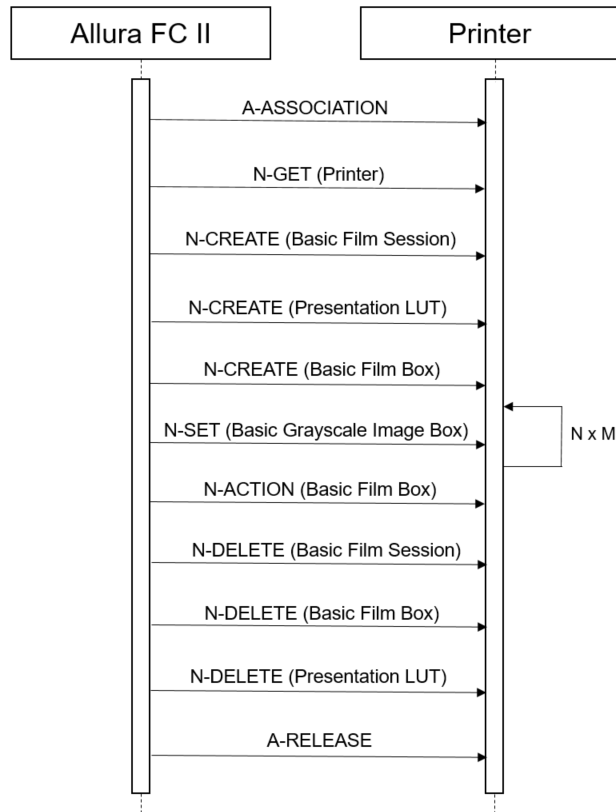 Allura FC II
Printer
A-ASSOCIATION
N-GET (Printer)
N-CREATE (Basic Film Session)
N-CREATE (Presentation LUT)
N-CREATE (Basic Film Box)
N-SET (Basic Grayscale Image Box)
N x M
N-ACTION (Basic Film Box)
N-DELETE (Basic Film Session)
N-DELETE (Basic Film Box)
N-DELETE (Presentation LUT)
A-RELEASE